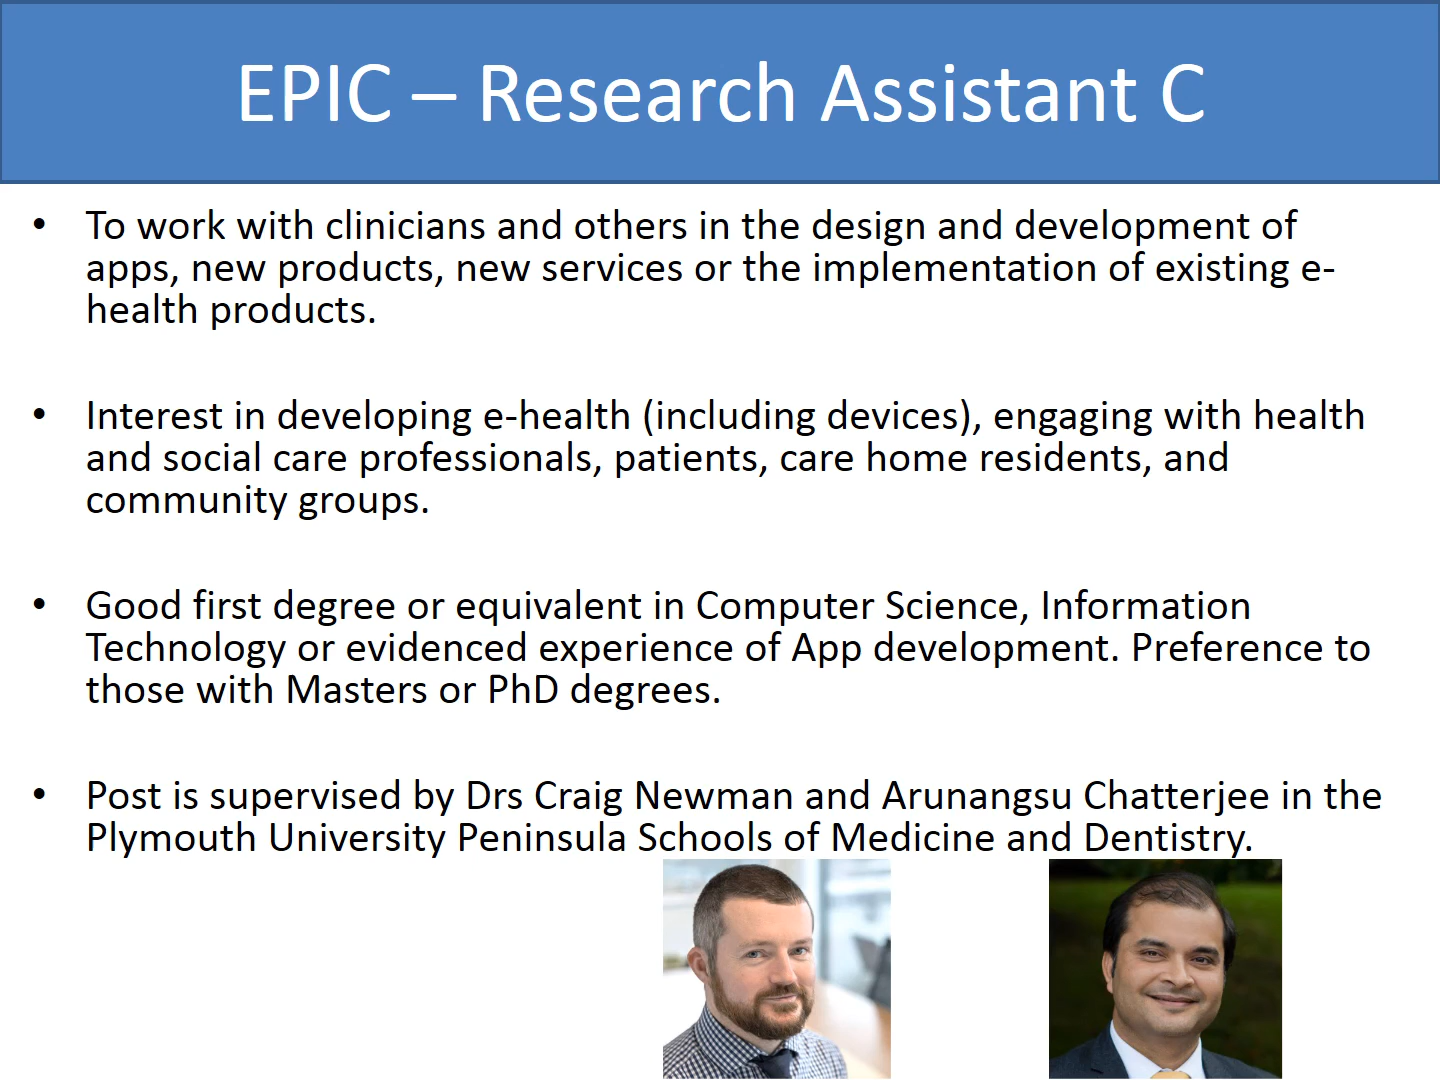 EPIC – Research Assistant C
• To work with clinicians and others in the design and development of
apps, new products, new services or the implementation of existing e-
health products.
• Interest in developing e-health (including devices), engaging with health
and social care professionals, patients, care home residents, and
community groups.
• Good first degree or equivalent in Computer Science, Information
Technology or evidenced experience of App development. Preference to
those with Masters or PhD degrees.
• Post is supervised by Drs Craig Newman and Arunangsu Chatterjee in the
Plymouth University Peninsula Schools of Medicine and Dentistry.